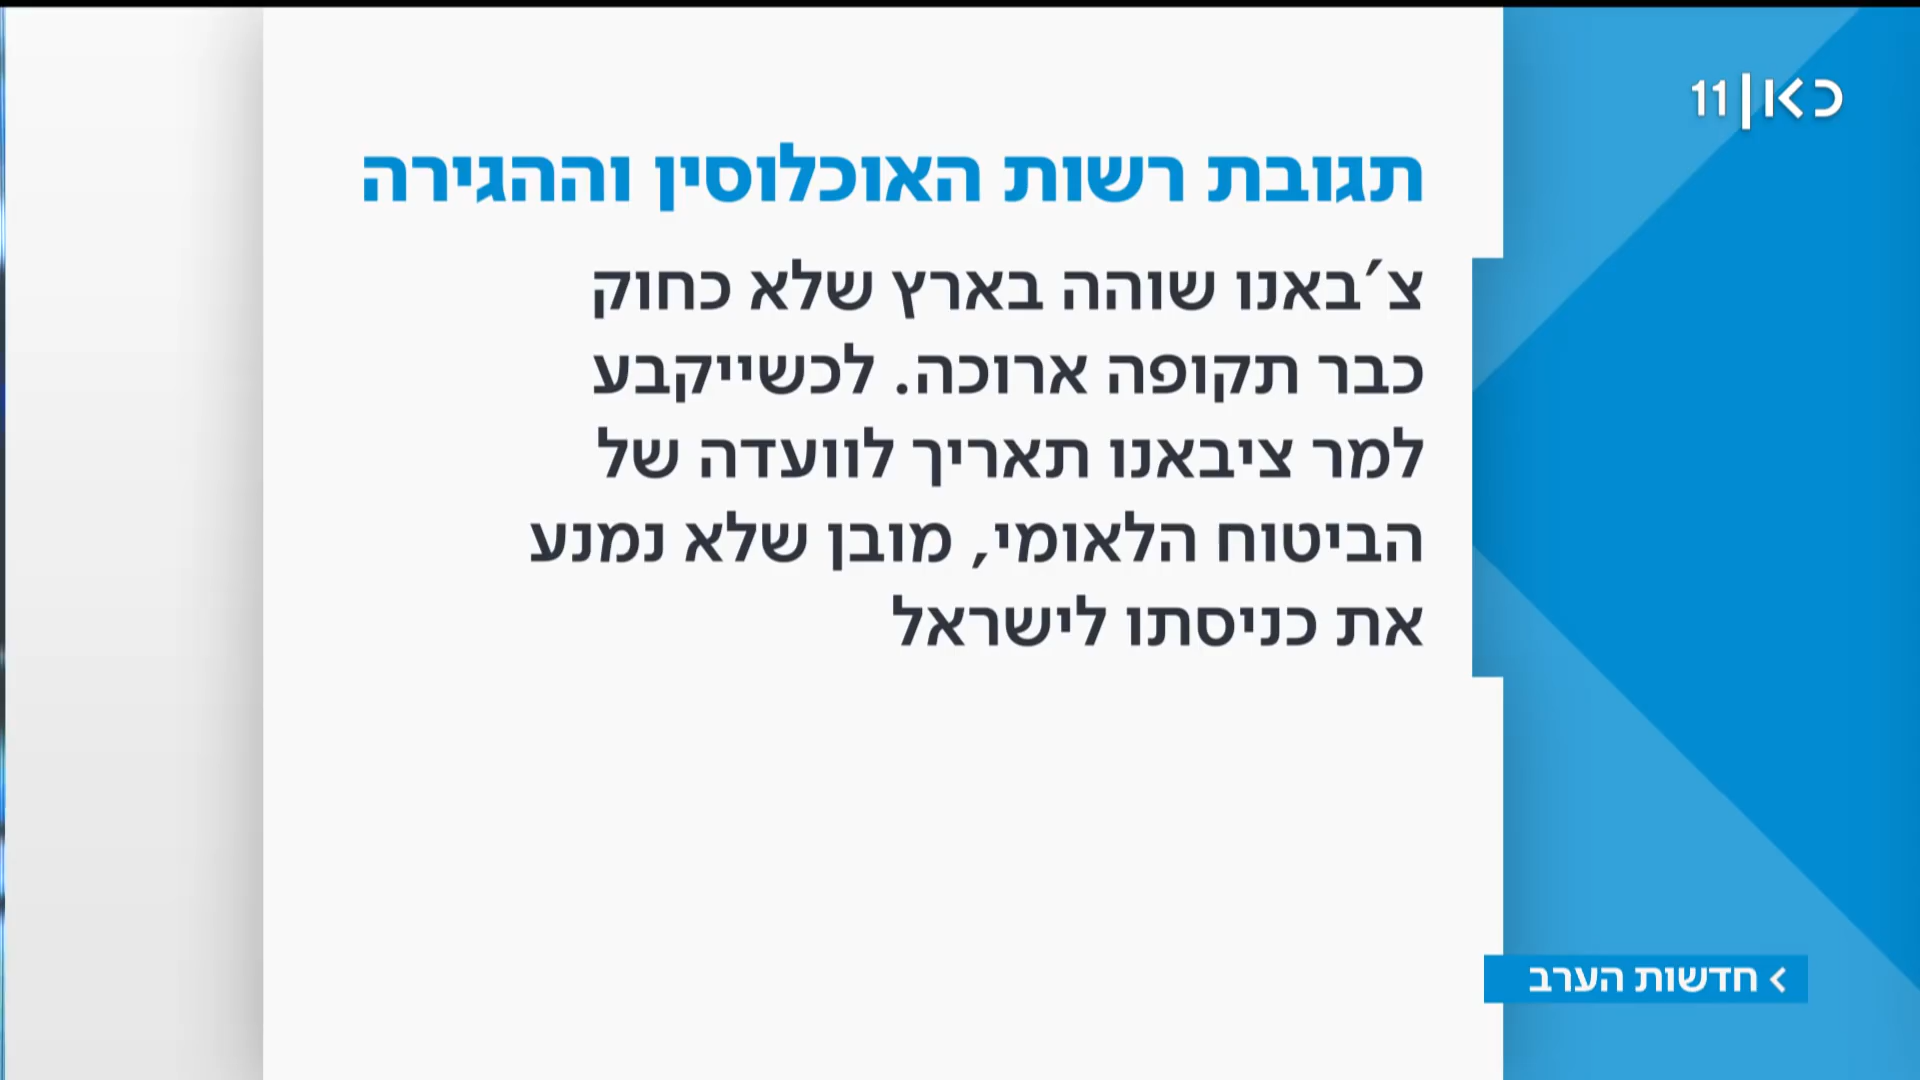 כאן 11
תגובת רשות האוכלוסין וההגירה
צ'באנו שוהה בארץ שלא כחוק
כבר תקופה ארוכה. לכשייקבע
למר ציבאנו תאריך לוועדה של
הביטוח הלאומי, מובן שלא נמנע
את כניסתו לישראל
חדשות הערב